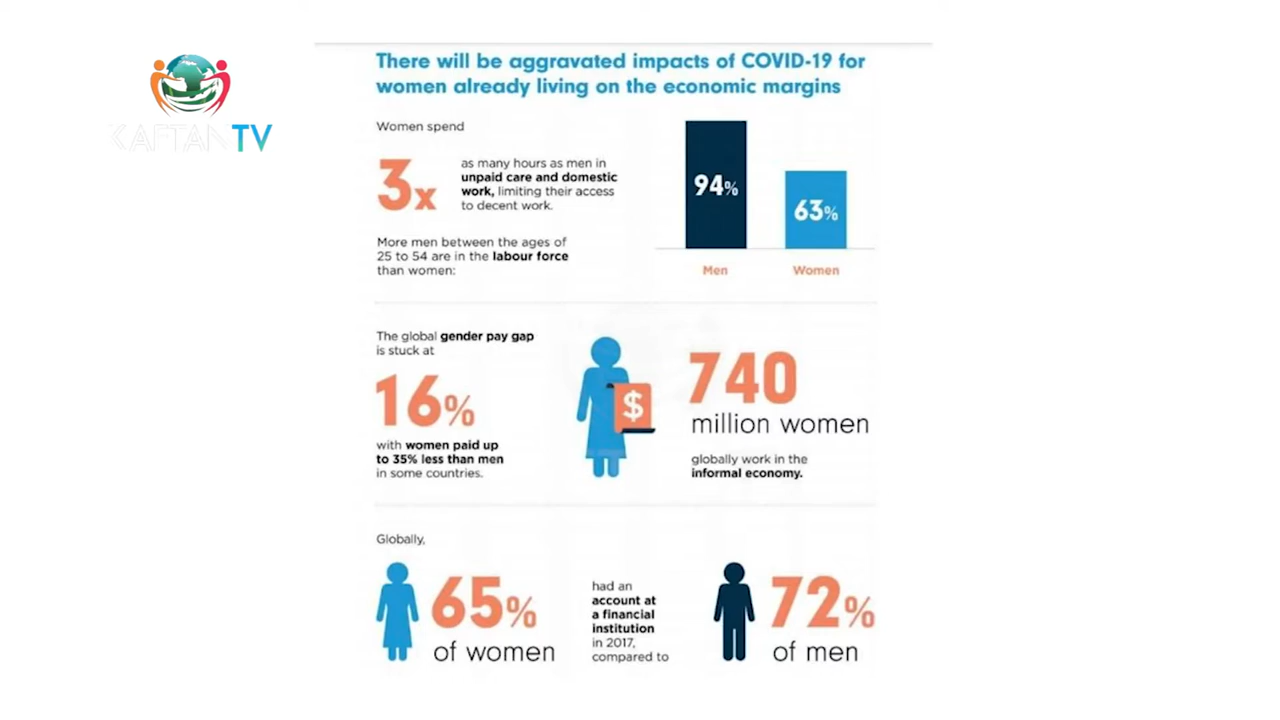 KAFTAN TV
There will be aggravated impacts of COVID-19 for
women already living on the economic margins
Women spend
3x
as many hours as men in
unpaid care and domestic
work, limiting their access
to decent work.
More men between the ages of
25 to 54 are in the labour force
than women:
94%
63%
Men
Women
The global gender pay gap
is stuck at
16%
with women paid up
to 35% less than men
in some countries.
$
740
million women
globally work in the
informal economy.
Globally,
65%
of women
had an
account at
a financial
institution
in 2017,
compared to
72%
of men